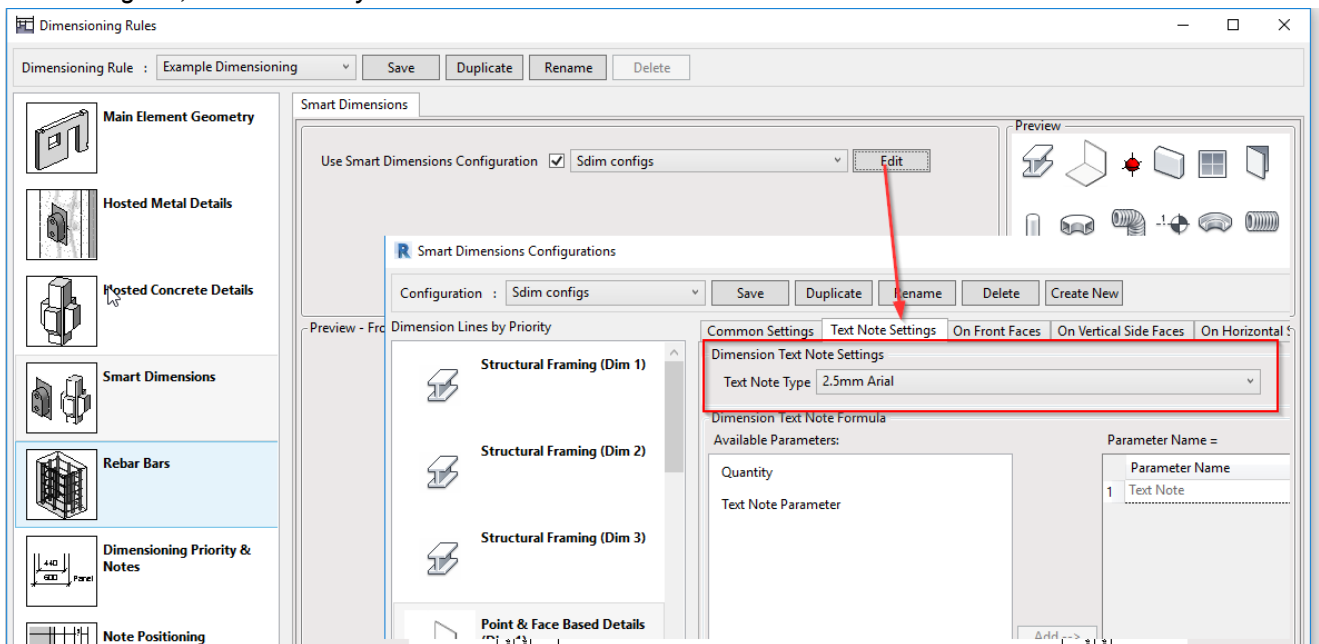 Dimensioning Rules
Dimensioning Rule : Example Dimensioning Save Duplicate Rename Delete
Main Element Geometry
Hosted Metal Details
Hosted Concrete Details
Smart Dimensions
Rebar Bars
Dimensioning Priority &
Notes
440
600 Panel
Note Positioning
Smart Dimensions
Use Smart Dimensions Configuration Sdim configs Edit
Preview
-1
Preview - Fro
R Smart Dimensions Configurations
Configuration : Sdim configs Save Duplicate Rename Delete Create New
Dimension Lines by Priority
Structural Framing (Dim 1)
Structural Framing (Dim 2)
Structural Framing (Dim 3)
Point & Face Based Details
Common Settings Text Note Settings On Front Faces On Vertical Side Faces On Horizontal
Dimension Text Note Settings
Text Note Type 2.5mm Arial
Dimension Text Note Formula
Available Parameters:
Quantity
Text Note Parameter
Add -->
Parameter Name =
Parameter Name
1 Text Note